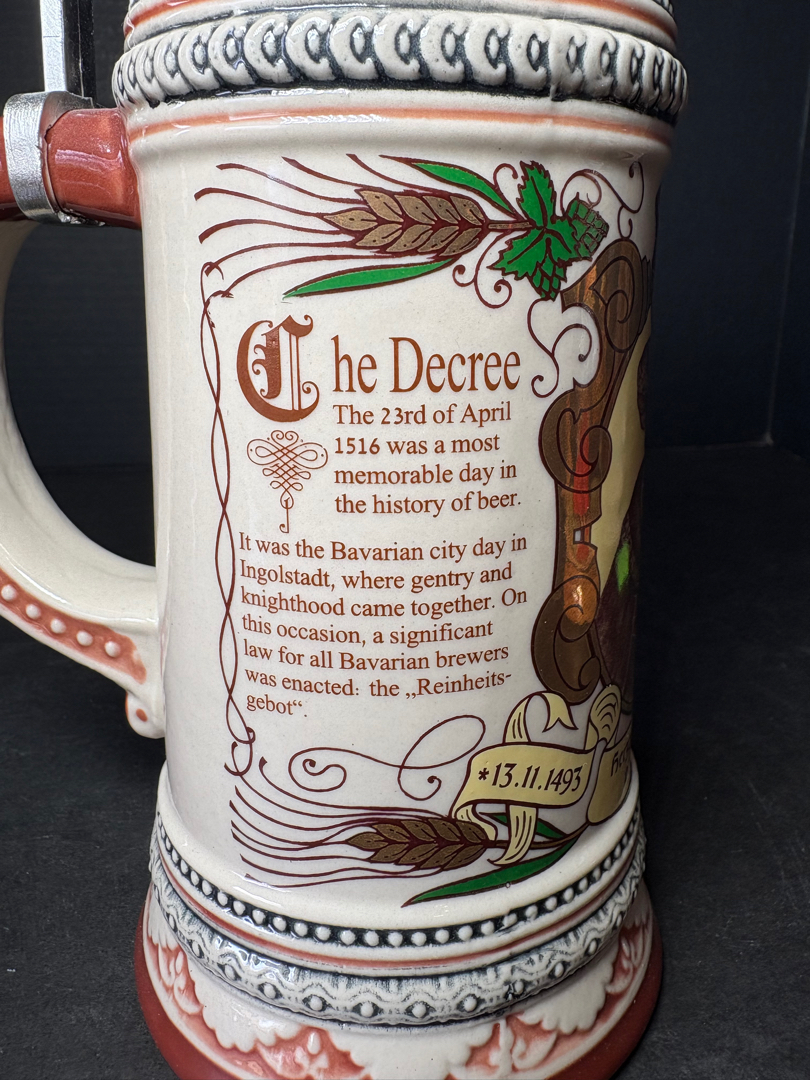 The Decree
The 23rd of April
1516 was a most
memorable day in
the history of beer.
It was the Bavarian city day in
Ingolstadt, where gentry and
knighthood came together. On
this occasion, a significant
law for all Bavarian brewers
was enacted: the „Reinheits-
gebot“.
*13.11.1493